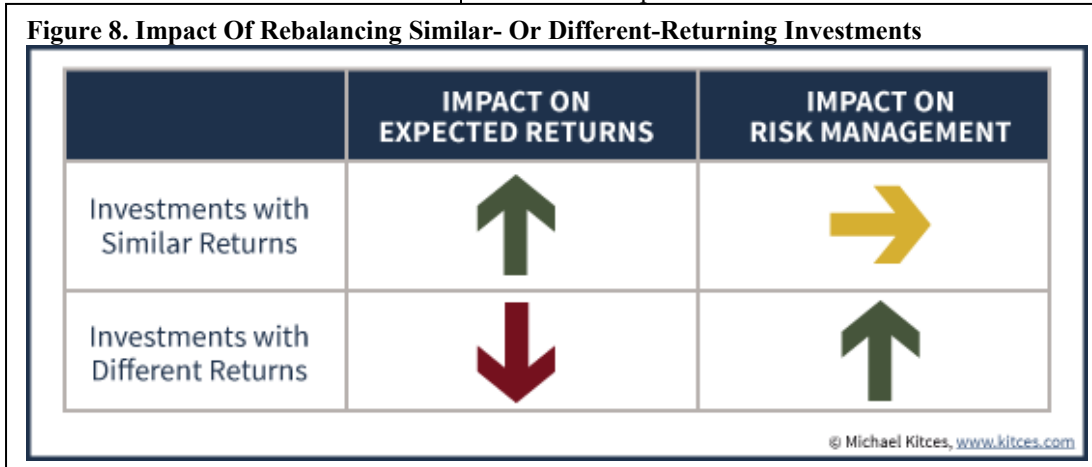 Figure 8. Impact Of Rebalancing Similar- Or Different-Returning Investments
IMPACT ON
EXPECTED RETURNS
IMPACT ON
RISK MANAGEMENT
Investments with
Similar Returns
Investments with
Different Returns
© Michael Kitces, www.kitces.com